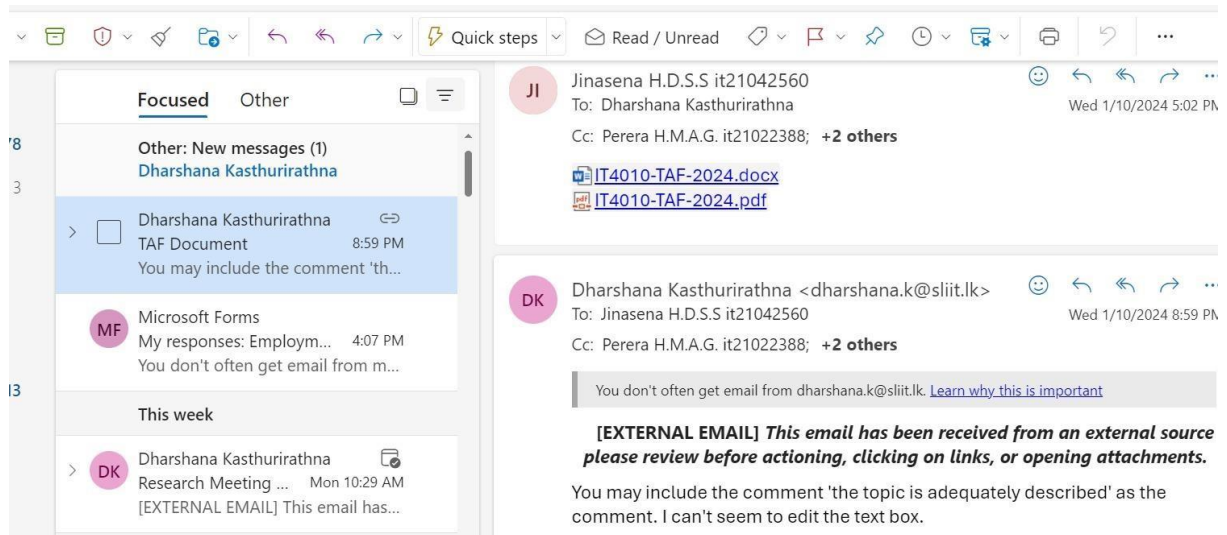 Quick steps
Read / Unread
Focused
Other
78
3
13
Other: New messages (1)
Dharshana Kasthurirathna
Dharshana Kasthurirathna
TAF Document 8:59 PM
You may include the comment 'th...
MF
Microsoft Forms
My responses: Employm... 4:07 PM
You don't often get email from m...
This week
DK
Dharshana Kasthurirathna
Research Meeting ... Mon 10:29 AM
[EXTERNAL EMAIL] This email has...
JI
Jinasena H.D.S.S it21042560
To: Dharshana Kasthurirathna
Wed 1/10/2024 5:02 PM
Cc: Perera H.M.A.G. it21022388; +2 others
IT4010-TAF-2024.docx
IT4010-TAF-2024.pdf
DK
Dharshana Kasthurirathna <dharshana.k@sliit.lk>
To: Jinasena H.D.S.S it21042560
Wed 1/10/2024 8:59 PM
Cc: Perera H.M.A.G. it21022388; +2 others
You don't often get email from dharshana.k@sliit.lk. Learn why this is important
[EXTERNAL EMAIL] This email has been received from an external source
please review before actioning, clicking on links, or opening attachments.
You may include the comment 'the topic is adequately described' as the
comment. I can't seem to edit the text box.